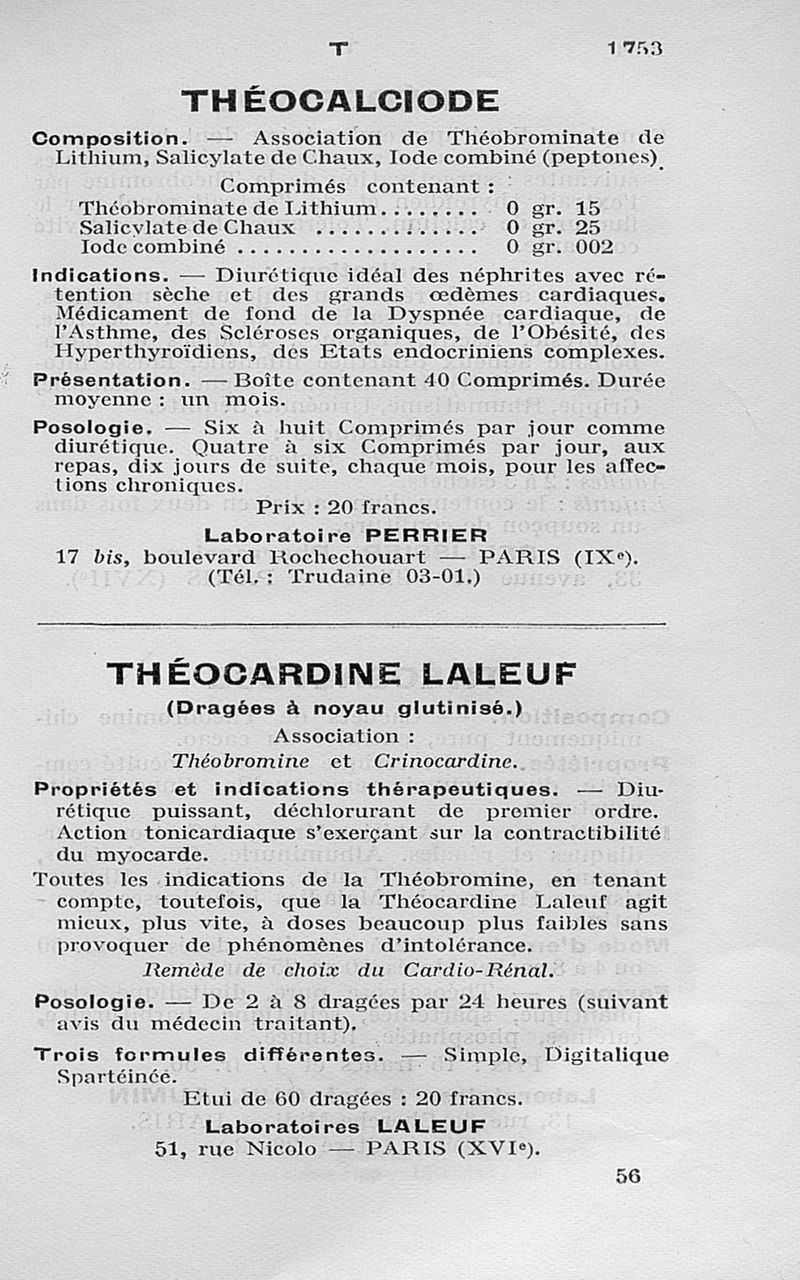 T 1753
THÉOCALCIODE
Composition. — Association de Théobrominate de
Lithium, Salicylate de Chaux, Iode combiné (peptones).
Comprimés contenant :
Théobrominate de Lithium........ 0 gr. 15
Salicylate de Chaux ............. 0 gr. 25
Iode combiné ................... 0 gr. 002
Indications. — Diurétique idéal des néphrites avec ré-
tention sèche et des grands œdèmes cardiaques.
Médicament de fond de la Dyspnée cardiaque, de
l'Asthme, des Scléroses organiques, de l'Obésité, des
Hyperthyroïdiens, des Etats endocriniens complexes.
Présentation. — Boîte contenant 40 Comprimés. Durée
moyenne : un mois.
Posologie. — Six à huit Comprimés par jour comme
diurétique. Quatre à six Comprimés par jour, aux
repas, dix jours de suite, chaque mois, pour les affec-
tions chroniques.
Prix : 20 francs.
Laboratoire PERRIER
17 bis, boulevard Rochechouart — PARIS (IXe).
(Tél. : Trudaine 03-01.)
THÉOCARDINE LALEUF
(Dragées à noyau glutinisé.)
Association :
Théobromine et Crinocardine.
Propriétés et indications thérapeutiques. — Diu-
rétique puissant, déchlorurant de premier ordre.
Action tonicardiaque s'exerçant sur la contractibilité
du myocarde.
Toutes les indications de la Théobromine, en tenant
compte, toutefois, que la Théocardine Laleuf agit
mieux, plus vite, à doses beaucoup plus faibles sans
provoquer de phénomènes d'intolérance.
Remède de choix du Cardio-Rénal.
Posologie. — De 2 à 8 dragées par 24 heures (suivant
avis du médecin traitant).
Trois formules différentes. — Simple, Digitalique
Spartéinée.
Etui de 60 dragées : 20 francs.
Laboratoires LALEUF
51, rue Nicolo — PARIS (XVIe).
56